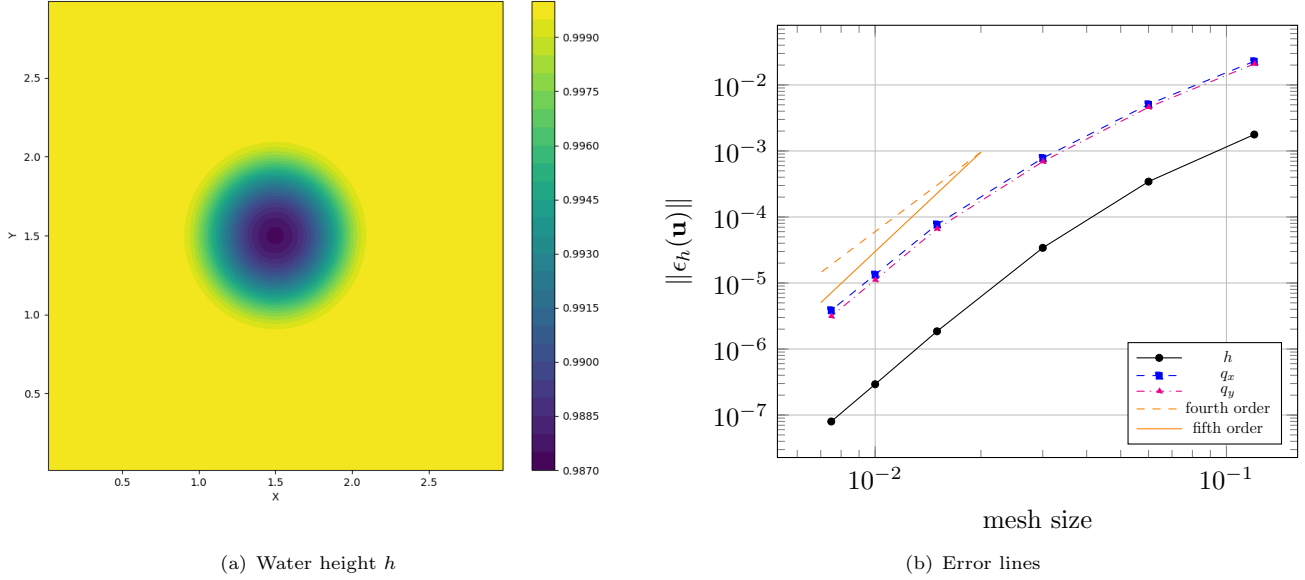 2.5
2.0
1.5
1.0
0.5
Y
0.5
1.0
1.5
2.0
2.5
X
0.9990
0.9975
0.9960
0.9945
0.9930
0.9915
0.9900
0.9885
0.9870
(a) Water height h
10⁻²
10⁻³
10⁻⁴
10⁻⁵
10⁻⁶
10⁻⁷
‖ϵₕ(𝐮)‖
10⁻²
10⁻¹
mesh size
h
qₓ
q_y
fourth order
fifth order
(b) Error lines